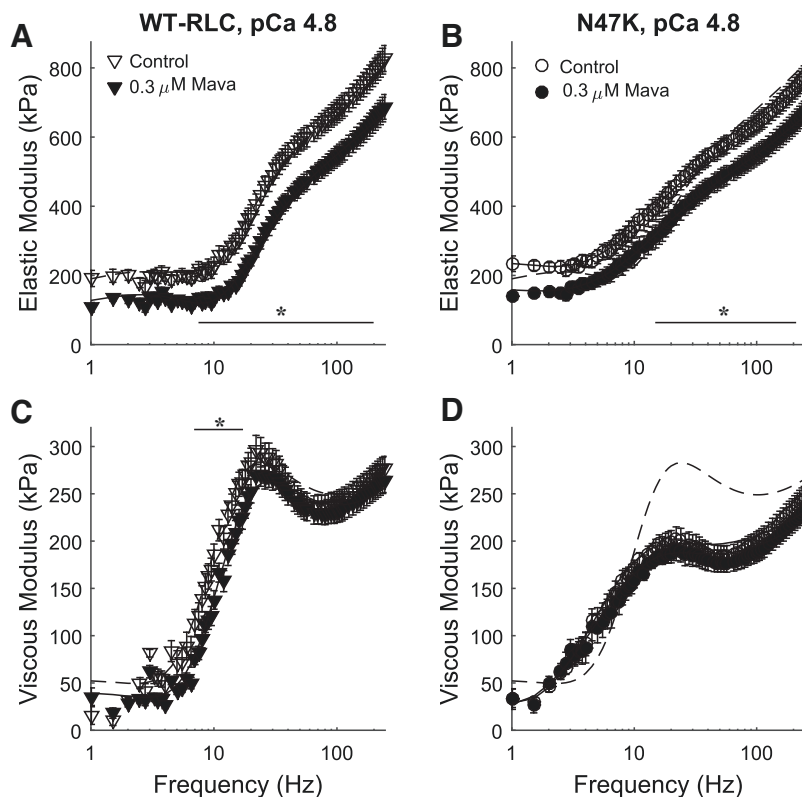 A
WT-RLC, pCa 4.8
Control
0.3 μM Mava
Elastic Modulus (kPa)
800
600
400
200
0
1
10
100
*
B
N47K, pCa 4.8
Control
0.3 μM Mava
Elastic Modulus (kPa)
800
600
400
200
0
1
10
100
*
C
*
Viscous Modulus (kPa)
300
250
200
150
100
50
0
1
10
100
Frequency (Hz)
D
Viscous Modulus (kPa)
300
250
200
150
100
50
0
1
10
100
Frequency (Hz)